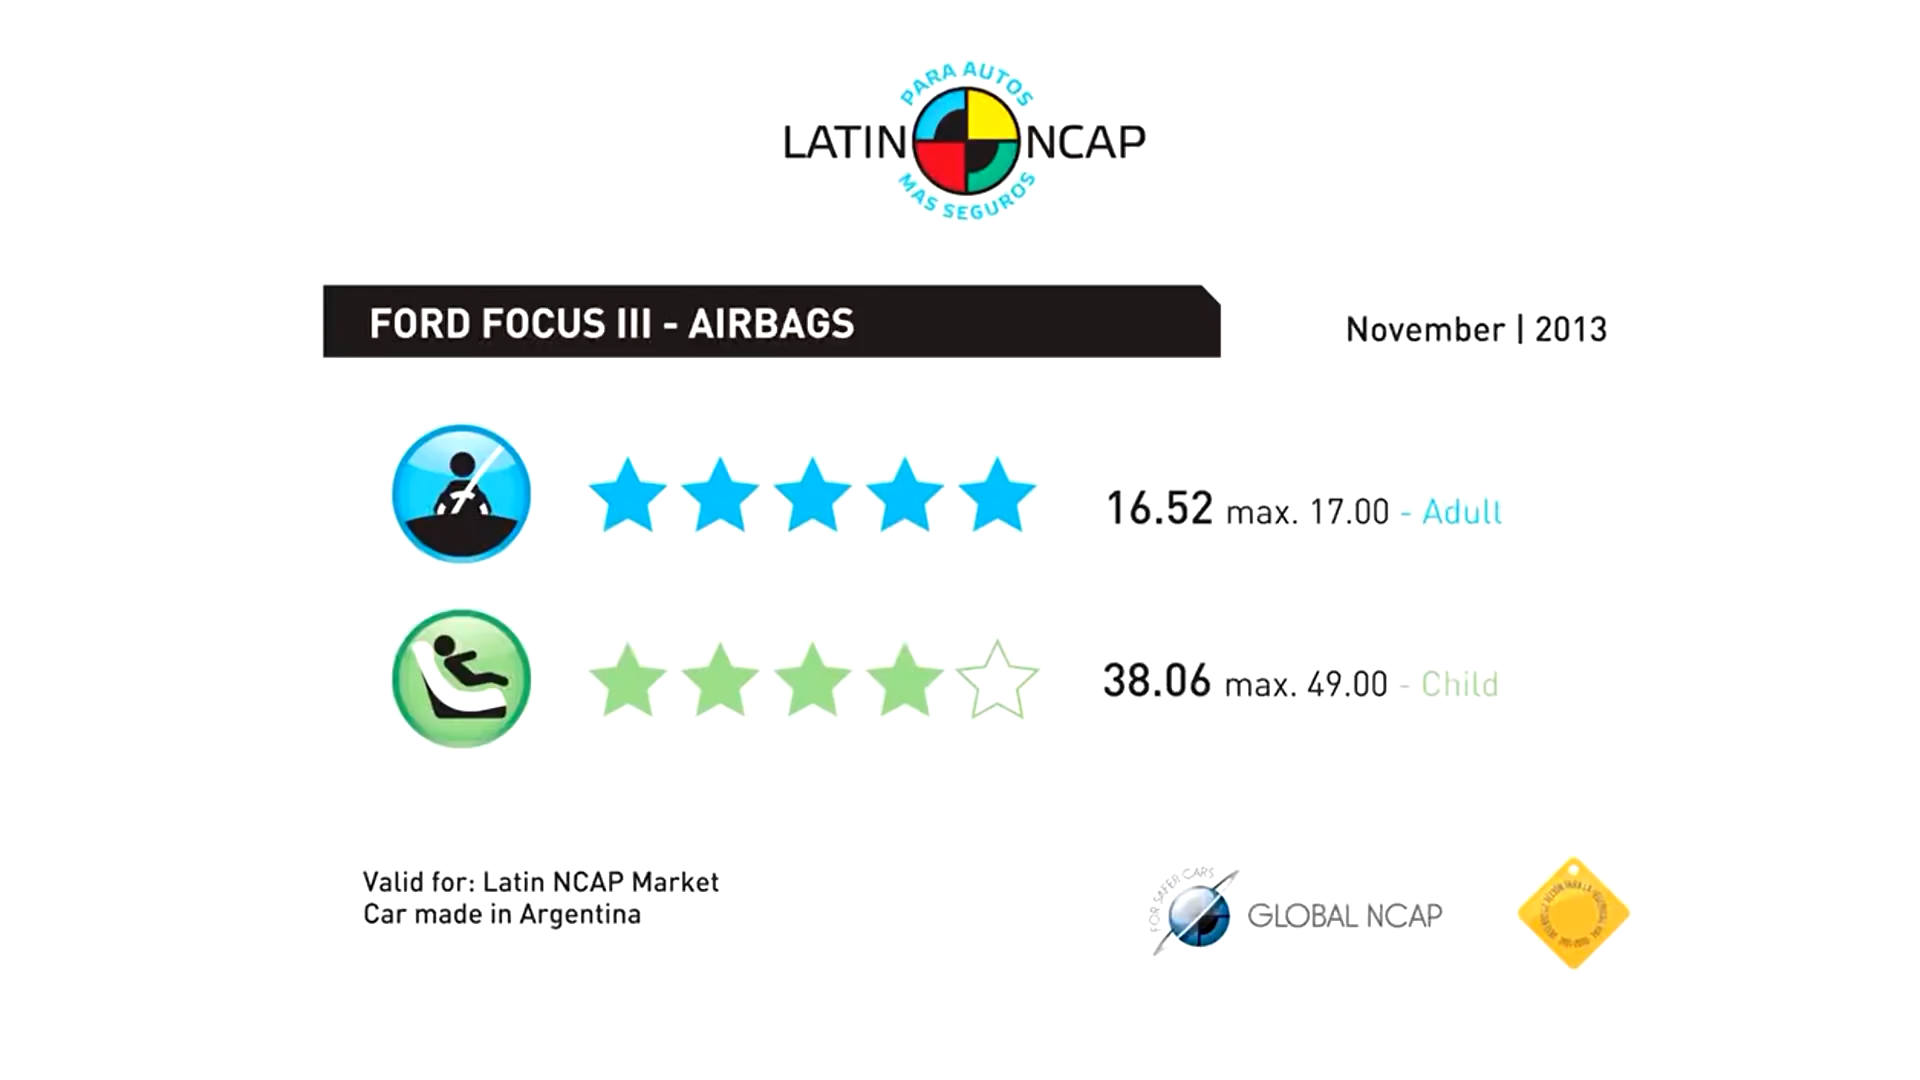 PARA AUTOS
LATIN NCAP
MAS SEGUROS
FORD FOCUS III - AIRBAGS
November | 2013
16.52 max. 17.00 - Adult
38.06 max. 49.00 - Child
Valid for: Latin NCAP Market
Car made in Argentina
FOR SAFER CARS
GLOBAL NCAP